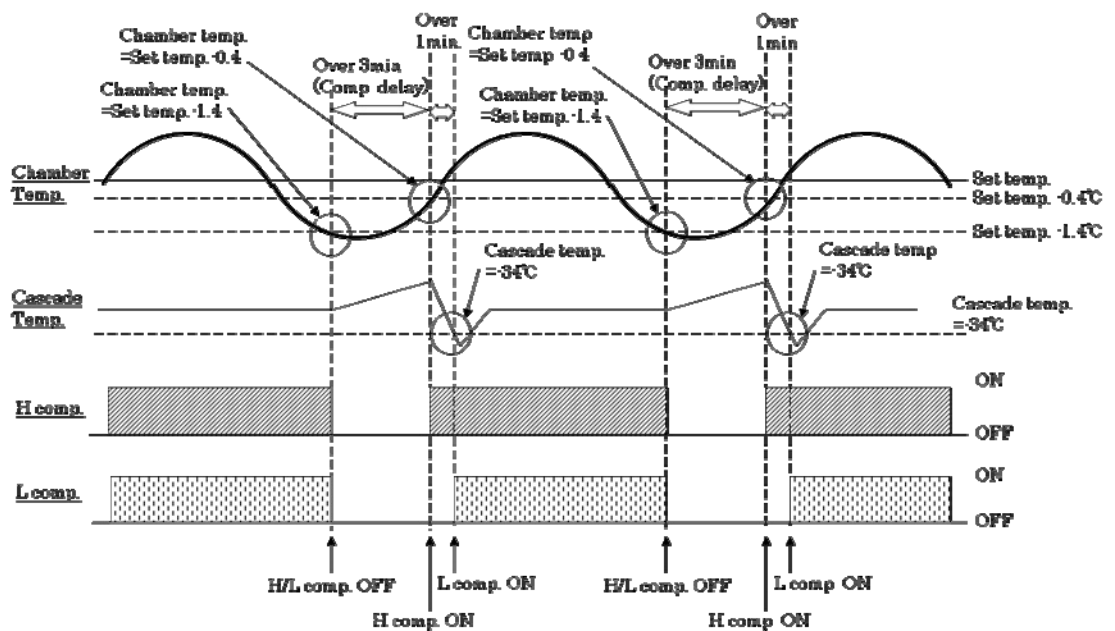 Over
1min.
Chamber temp.
=Set temp.-0.4
Over 3min
(Comp. delay)
Chamber temp.
=Set temp.-1.4
Over
1min
Chamber temp
=Set temp -0.4
Over 3min
(Comp. delay)
Chamber temp.
=Set temp.-1.4
Chamber
Temp.
Set temp.
Set temp. -0.4℃
Set temp. -1.4℃
Cascade temp.
=-34℃
Cascade temp
=-34℃
Cascade
Temp.
Cascade temp.
=-34℃
H comp.
ON
OFF
L comp.
ON
OFF
H/L comp. OFF
L comp. ON
H comp. ON
H/L comp. OFF
L comp ON
H comp. ON